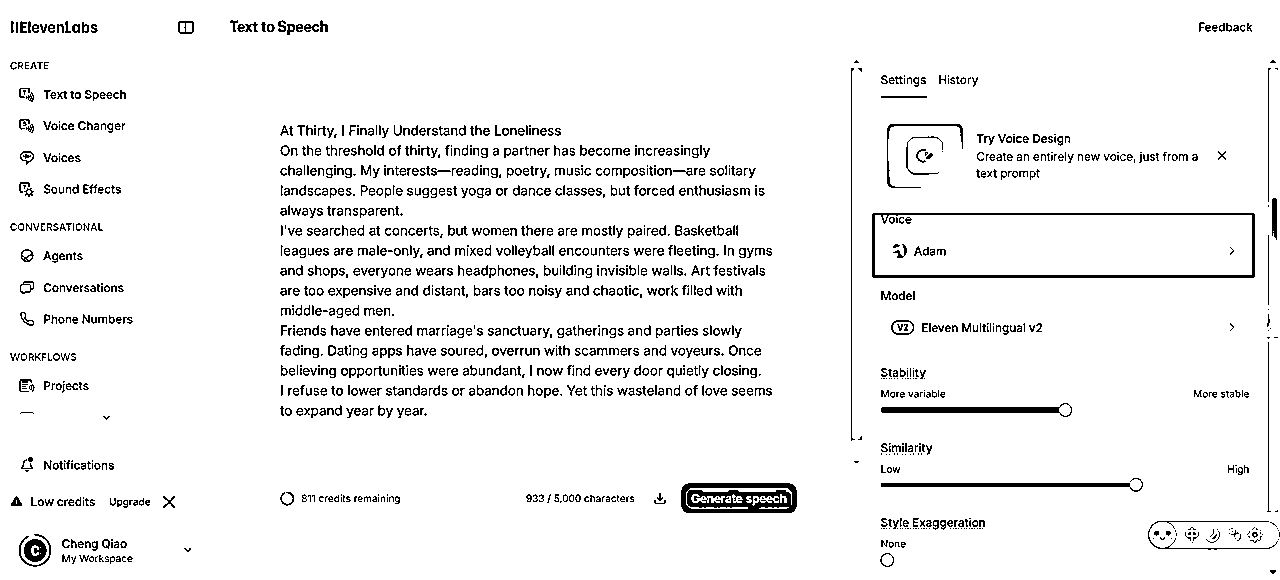 IIElevenLabs
Text to Speech
Feedback
CREATE
Text to Speech
Voice Changer
Voices
Sound Effects
CONVERSATIONAL
Agents
Conversations
Phone Numbers
WORKFLOWS
Projects
Notifications
Low credits Upgrade
Cheng Qiao
My Workspace
At Thirty, I Finally Understand the Loneliness
On the threshold of thirty, finding a partner has become increasingly
challenging. My interests—reading, poetry, music composition—are solitary
landscapes. People suggest yoga or dance classes, but forced enthusiasm is
always transparent.
I've searched at concerts, but women there are mostly paired. Basketball
leagues are male-only, and mixed volleyball encounters were fleeting. In gyms
and shops, everyone wears headphones, building invisible walls. Art festivals
are too expensive and distant, bars too noisy and chaotic, work filled with
middle-aged men.
Friends have entered marriage's sanctuary, gatherings and parties slowly
fading. Dating apps have soured, overrun with scammers and voyeurs. Once
believing opportunities were abundant, I now find every door quietly closing.
I refuse to lower standards or abandon hope. Yet this wasteland of love seems
to expand year by year.
811 credits remaining
933 / 5,000 characters
Generate speech
Settings History
Try Voice Design
Create an entirely new voice, just from a
text prompt
Voice
Adam
Model
V2 Eleven Multilingual v2
Stability
More variable More stable
Similarity
Low High
Style Exaggeration
None